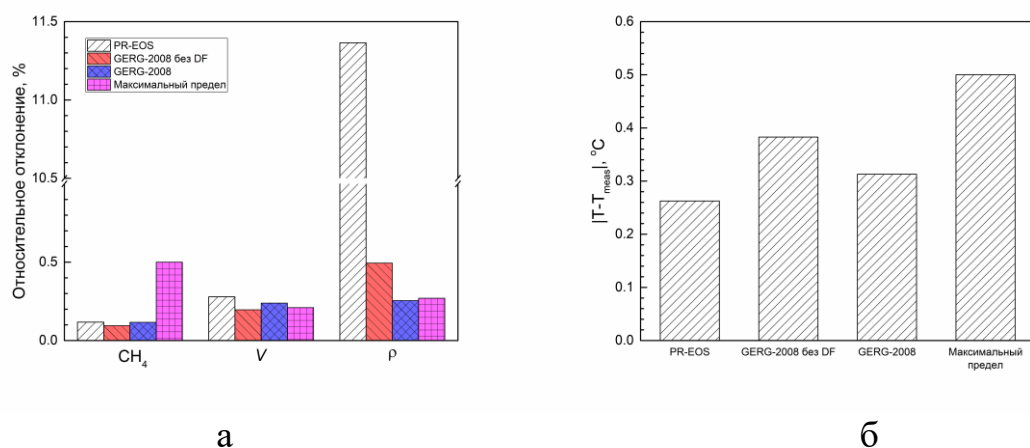 Относительное отклонение, %
11.5
11.0
10.5
0.5
0.0
PR-EOS
GERG-2008 без DF
GERG-2008
Максимальный предел
CH₄
V
ρ
а
|T-Tₘₑₐₛ|, °C
0.6
0.5
0.4
0.3
0.2
0.1
0.0
PR-EOS
GERG-2008 без DF
GERG-2008
Максимальный
предел
б